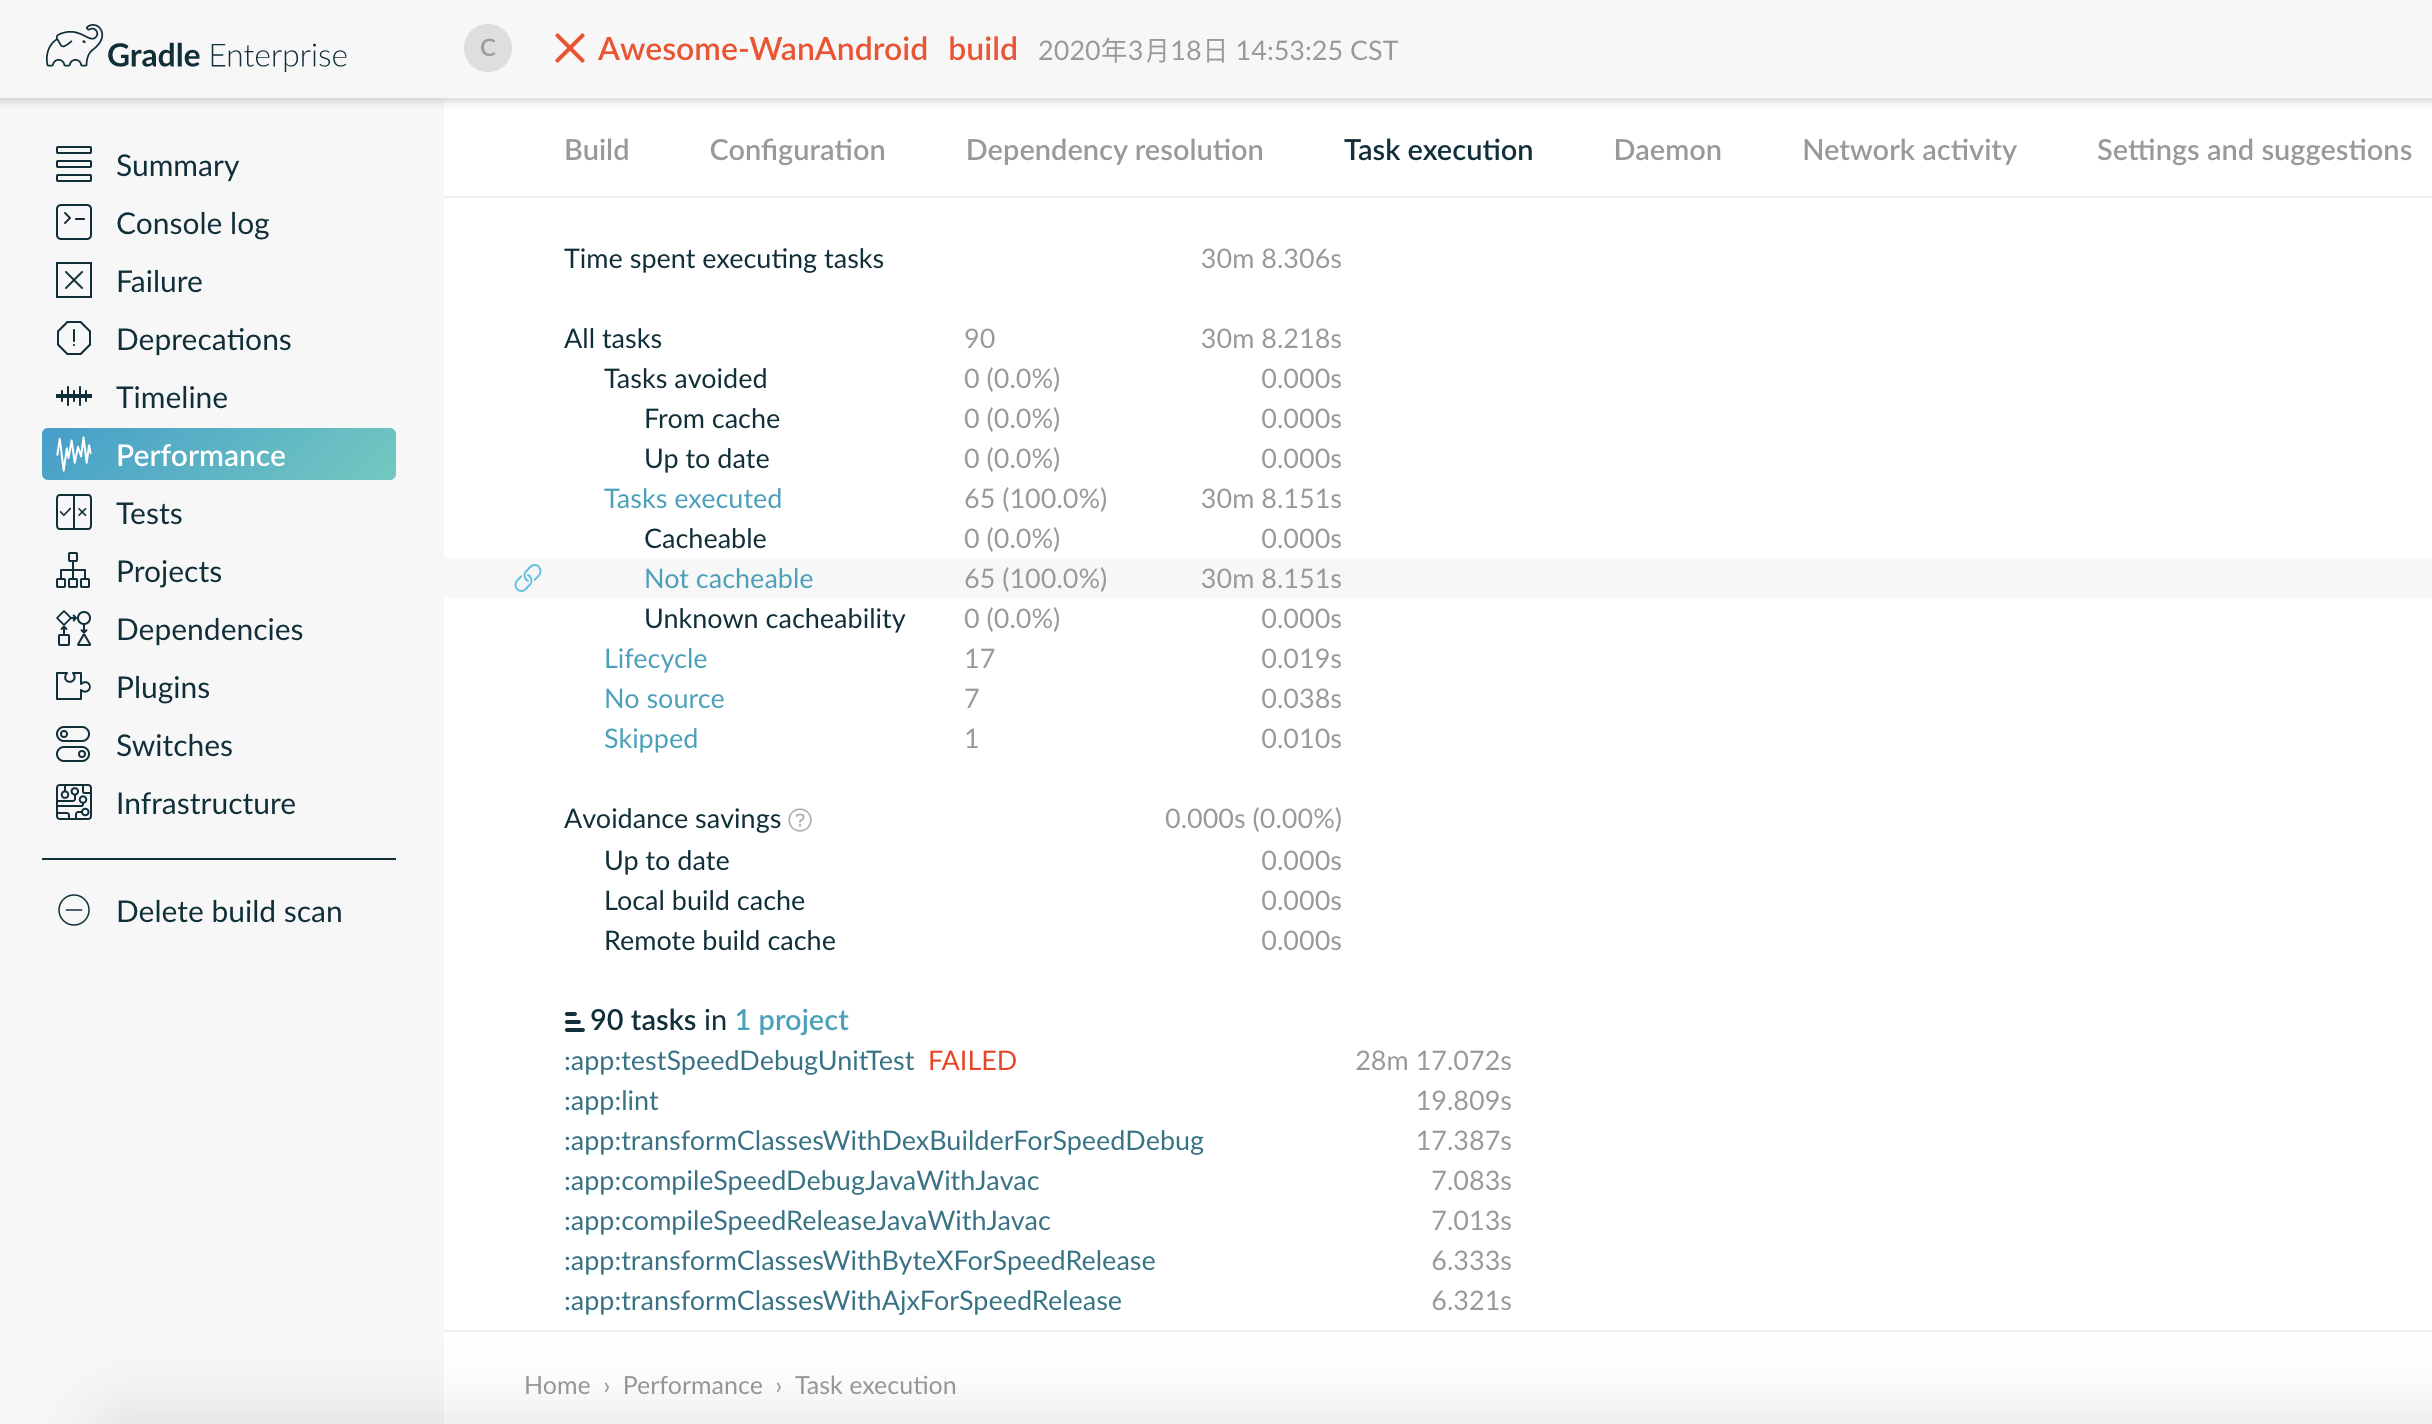 Gradle Enterprise
C
Awesome-WanAndroid build 2020年3月18日 14:53:25 CST
Summary
Console log
Failure
Deprecations
Timeline
Performance
Tests
Projects
Dependencies
Plugins
Switches
Infrastructure
Delete build scan
Build Configuration Dependency resolution Task execution Daemon Network activity Settings and suggestions
Time spent executing tasks 30m 8.306s
All tasks 90 30m 8.218s
Tasks avoided 0 (0.0%) 0.000s
From cache 0 (0.0%) 0.000s
Up to date 0 (0.0%) 0.000s
Tasks executed 65 (100.0%) 30m 8.151s
Cacheable 0 (0.0%) 0.000s
Not cacheable 65 (100.0%) 30m 8.151s
Unknown cacheability 0 (0.0%) 0.000s
Lifecycle 17 0.019s
No source 7 0.038s
Skipped 1 0.010s
Avoidance savings ? 0.000s (0.00%)
Up to date 0.000s
Local build cache 0.000s
Remote build cache 0.000s
90 tasks in 1 project
:app:testSpeedDebugUnitTest FAILED 28m 17.072s
:app:lint 19.809s
:app:transformClassesWithDexBuilderForSpeedDebug 17.387s
:app:compileSpeedDebugJavaWithJavac 7.083s
:app:compileSpeedReleaseJavaWithJavac 7.013s
:app:transformClassesWithByteXForSpeedRelease 6.333s
:app:transformClassesWithAjxForSpeedRelease 6.321s
Home › Performance › Task execution